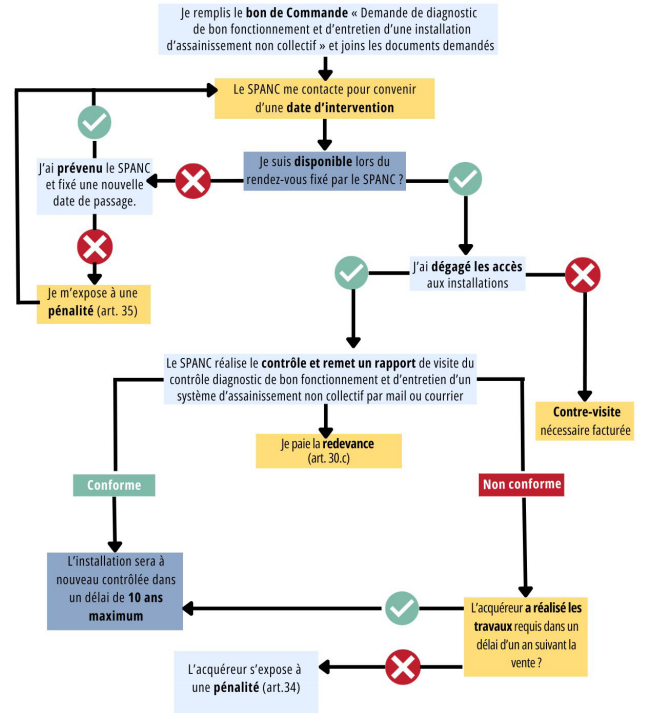 Je remplis le bon de Commande « Demande de diagnostic
de bon fonctionnement et d'entretien d'une installation
d'assainissement non collectif » et joins les documents demandés
Le SPANC me contacte pour convenir
d'une date d'intervention
Je suis disponible lors du
rendez-vous fixé par le SPANC ?
J'ai prévenu le SPANC
et fixé une nouvelle
date de passage.
J'ai dégagé les accès
aux installations
Je m'expose à une
pénalité (art. 35)
Le SPANC réalise le contrôle et remet un rapport de visite du
contrôle diagnostic de bon fonctionnement et d'entretien d'un
système d'assainissement non collectif par mail ou courrier
Contre-visite
nécessaire facturée
Je paie la redevance
(art. 30.c)
Conforme
Non conforme
L'installation sera à
nouveau contrôlée dans
un délai de 10 ans
maximum
L'acquéreur a réalisé les
travaux requis dans un
délai d'un an suivant la
vente ?
L'acquéreur s'expose à
à une pénalité (art.34)